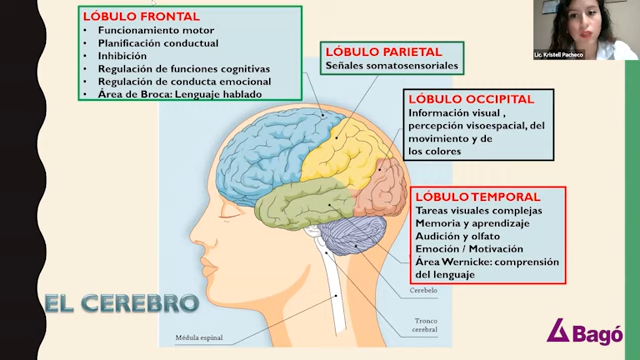 LÓBULO FRONTAL
• Funcionamiento motor
• Planificación conductual
• Inhibición
• Regulación de funciones cognitivas
• Regulación de conducta emocional
• Área de Broca: Lenguaje hablado
LÓBULO PARIETAL
Señales somatosensoriales
Lic. Kristell Pacheco
LÓBULO OCCIPITAL
Información visual ,
percepción visoespacial, del
movimiento y de
los colores
LÓBULO TEMPORAL
Tareas visuales complejas
Memoria y aprendizaje
Audición y olfato
Emoción / Motivación
Área Wernicke: comprensión
del lenguaje
EL CEREBRO
Cerebelo
Tronco
cerebral
Médula espinal
Bagó